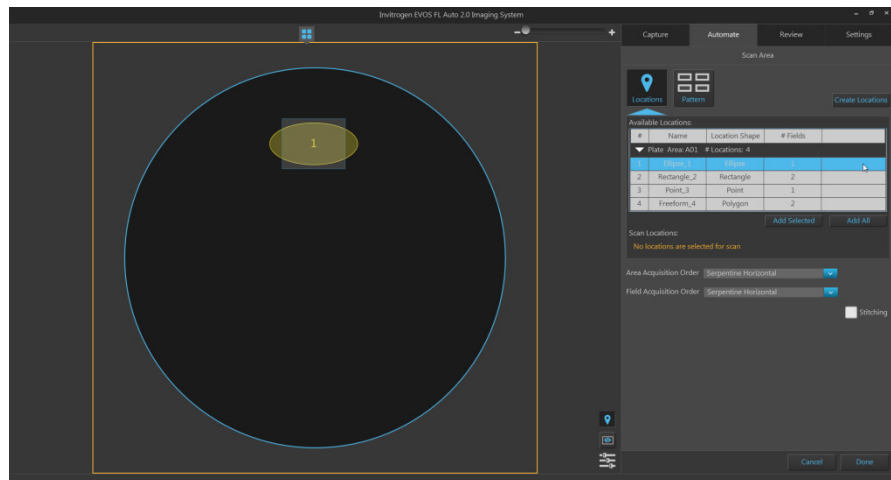 Invitrogen EVOS FL Auto 2.0 Imaging System
Capture Automate Review Settings
Scan Area
Locations Pattern Create Locations
Available Locations:
# Name Location Shape # Fields
Plate Area: A01 # Locations: 4
1 Ellipse_1 Ellipse 1
2 Rectangle_2 Rectangle 2
3 Point_3 Point 1
4 Freeform_4 Polygon 2
Add Selected Add All
Scan Locations:
No locations are selected for scan
Area Acquisition Order Serpentine Horizontal
Field Acquisition Order Serpentine Horizontal
Stitching
Cancel Done
1